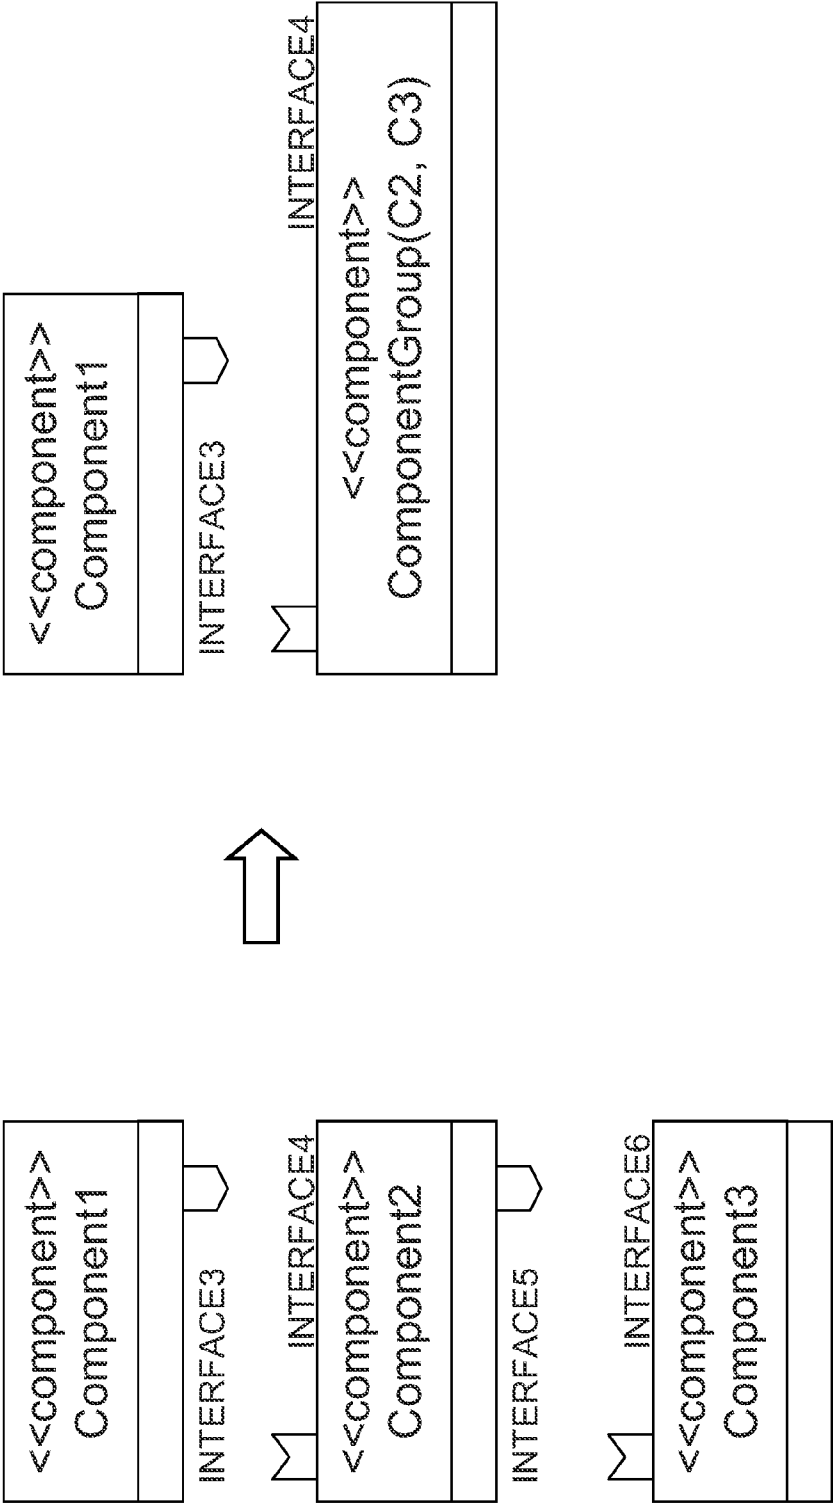 <<component>>
Component1
INTERFACE3
INTERFACE4
<<component>>
Component2
INTERFACE5
INTERFACE6
<<component>>
Component3
<<component>>
Component1
INTERFACE3
INTERFACE4
<<component>>
ComponentGroup(C2, C3)